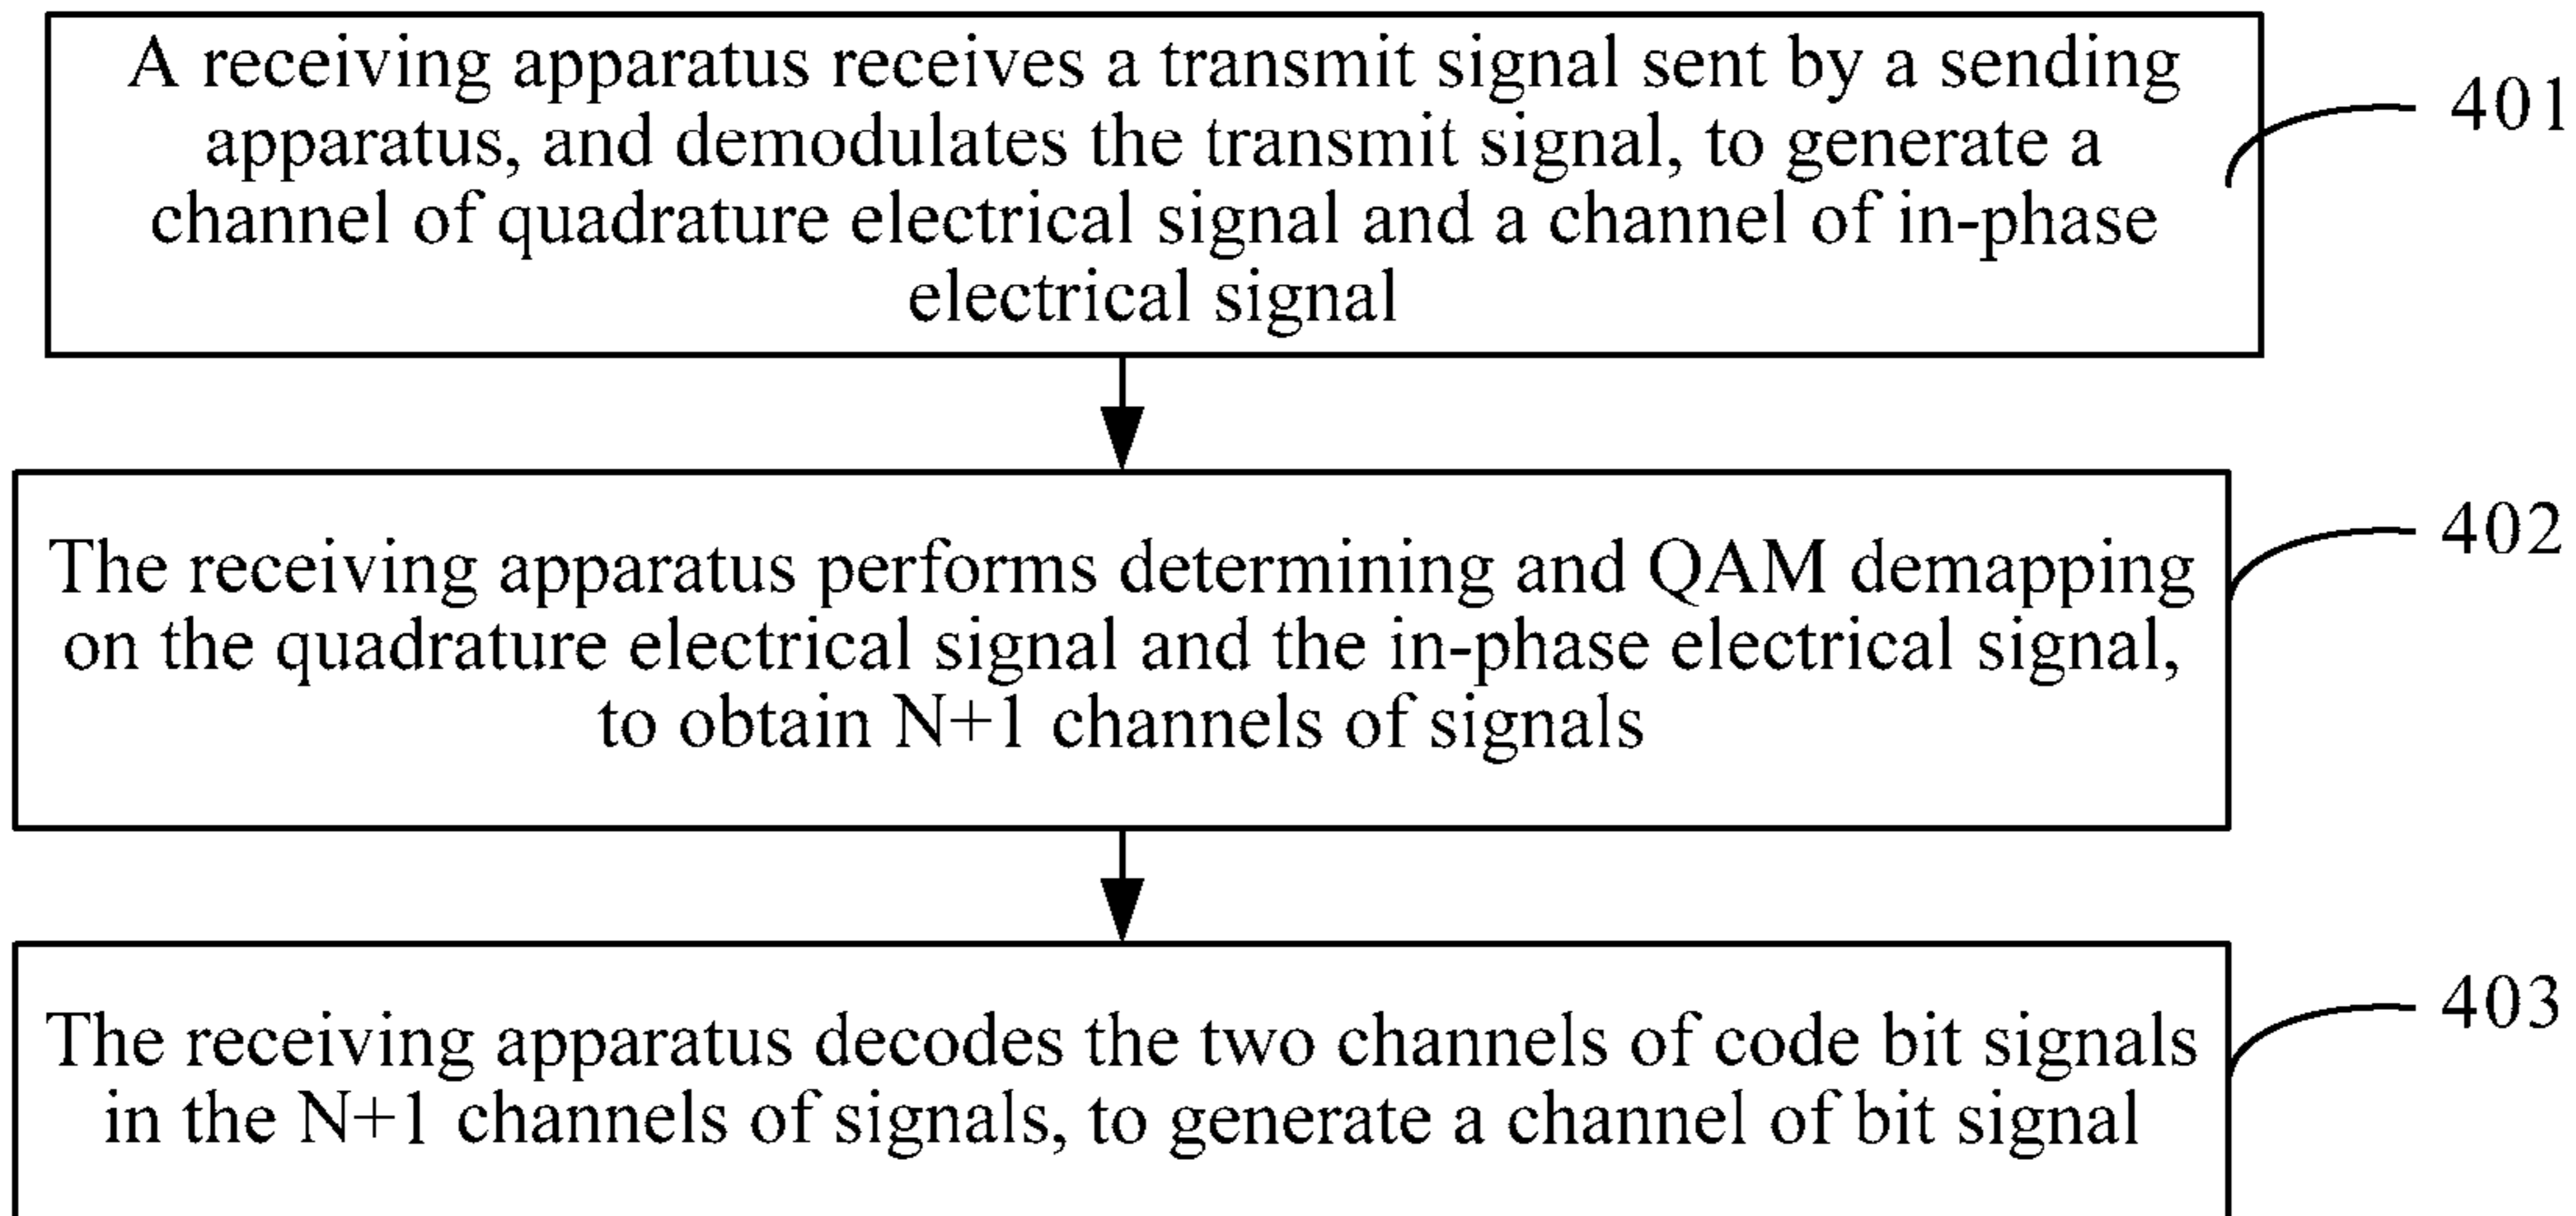 A receiving apparatus receives a transmit signal sent by a sending
apparatus, and demodulates the transmit signal, to generate a
channel of quadrature electrical signal and a channel of in-phase
electrical signal
401
The receiving apparatus performs determining and QAM demapping
on the quadrature electrical signal and the in-phase electrical signal,
to obtain N+1 channels of signals
402
The receiving apparatus decodes the two channels of code bit signals
in the N+1 channels of signals, to generate a channel of bit signal
403